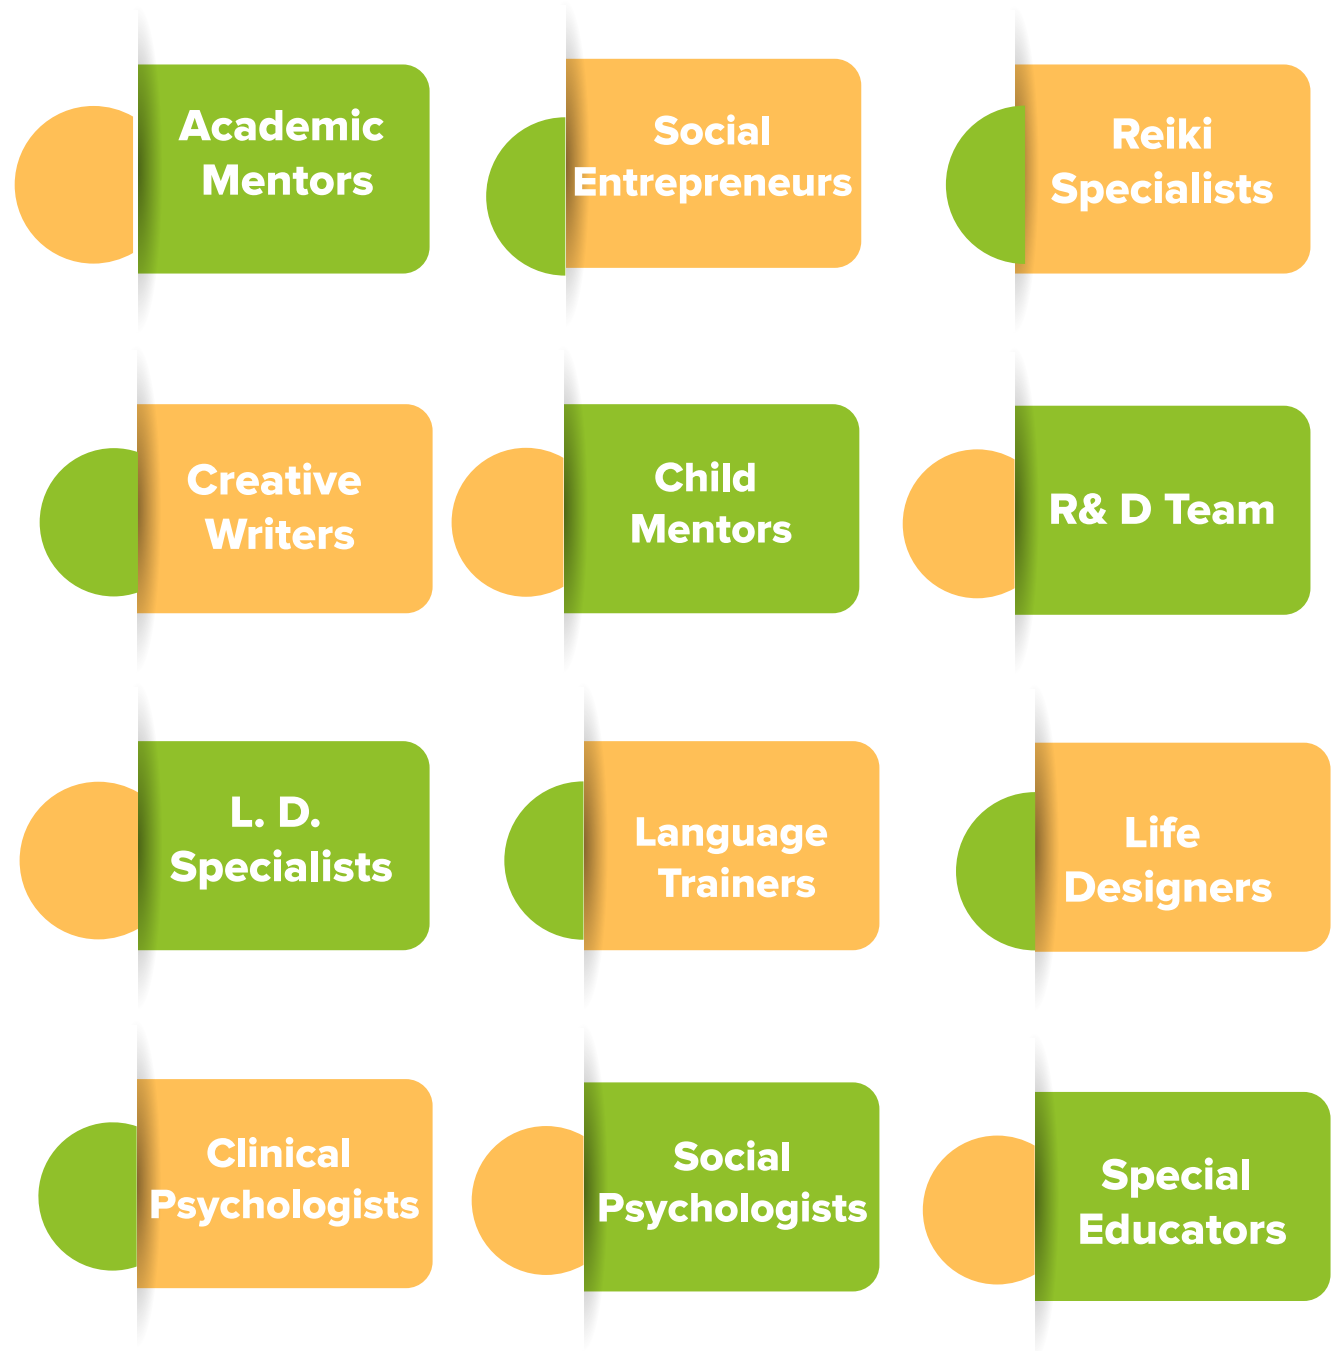 Academic
Mentors
Social
Entrepreneurs
Reiki
Specialists
Creative
Writers
Child
Mentors
R& D Team
L. D.
Specialists
Language
Trainers
Life
Designers
Clinical
Psychologists
Social
Psychologists
Special
Educators